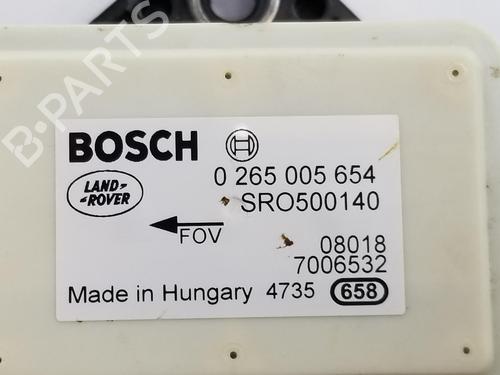 B-PARTS
BOSCH
0 265 005 654
LAND-
-ROVER
SRO500140
FOV
08018
7006532
Made in Hungary 4735 658